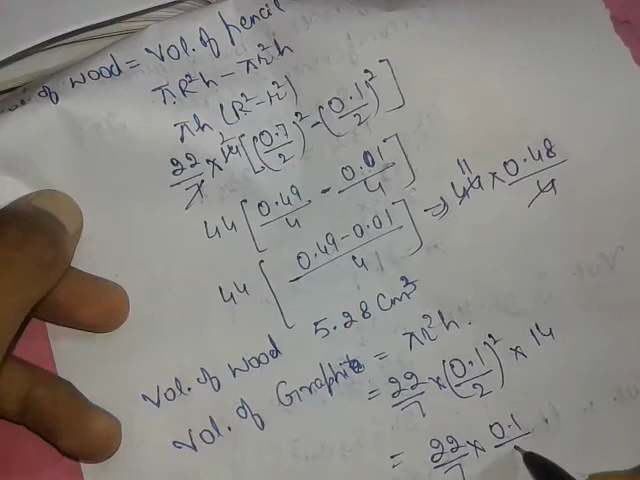 of wood = Vol. of pencil
πR²h − πr²h
πh(R²−r²)
22/7 × 14[(0.7/2)² − (0.1/2)²]
44[0.49/4 − 0.01/4]
44[0.49−0.01/4] ⇒ 44 11 × 0.48/4
5.28 cm³
Vol. of wood
Vol. of Graphite = πr²h.
= 22/7 × (0.1/2)² × 14
= 22/7 × 0.1